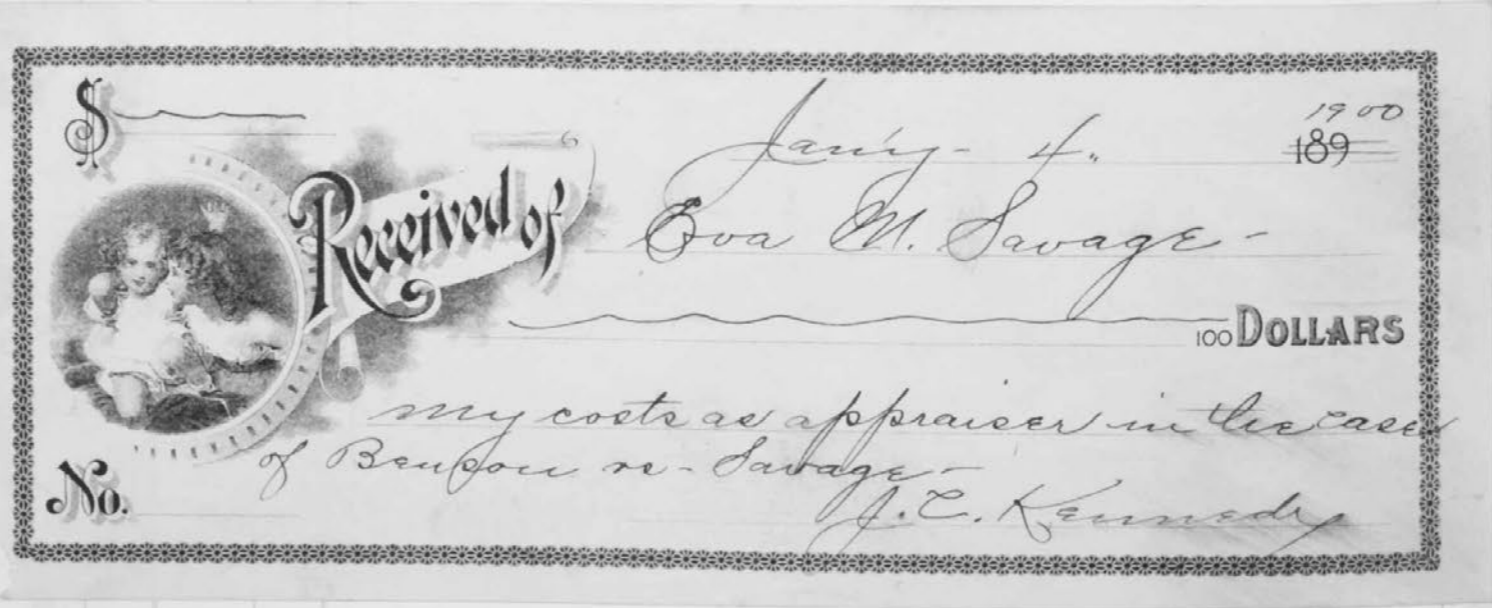 $
1900
Jan'y - 4. 189
Received of Eva M. Savage -
100 DOLLARS
my costs as appraiser in the case
of Benson vs - Savage -
No. J. C. Kennedy